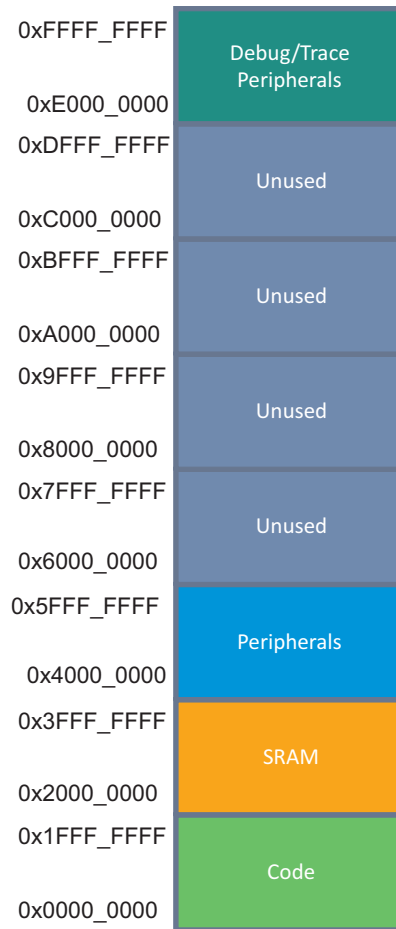 0xFFFF_FFFF
Debug/Trace
Peripherals
0xE000_0000
0xDFFF_FFFF
Unused
0xC000_0000
0xBFFF_FFFF
Unused
0xA000_0000
0x9FFF_FFFF
Unused
0x8000_0000
0x7FFF_FFFF
Unused
0x6000_0000
0x5FFF_FFFF
Peripherals
0x4000_0000
0x3FFF_FFFF
SRAM
0x2000_0000
0x1FFF_FFFF
Code
0x0000_0000